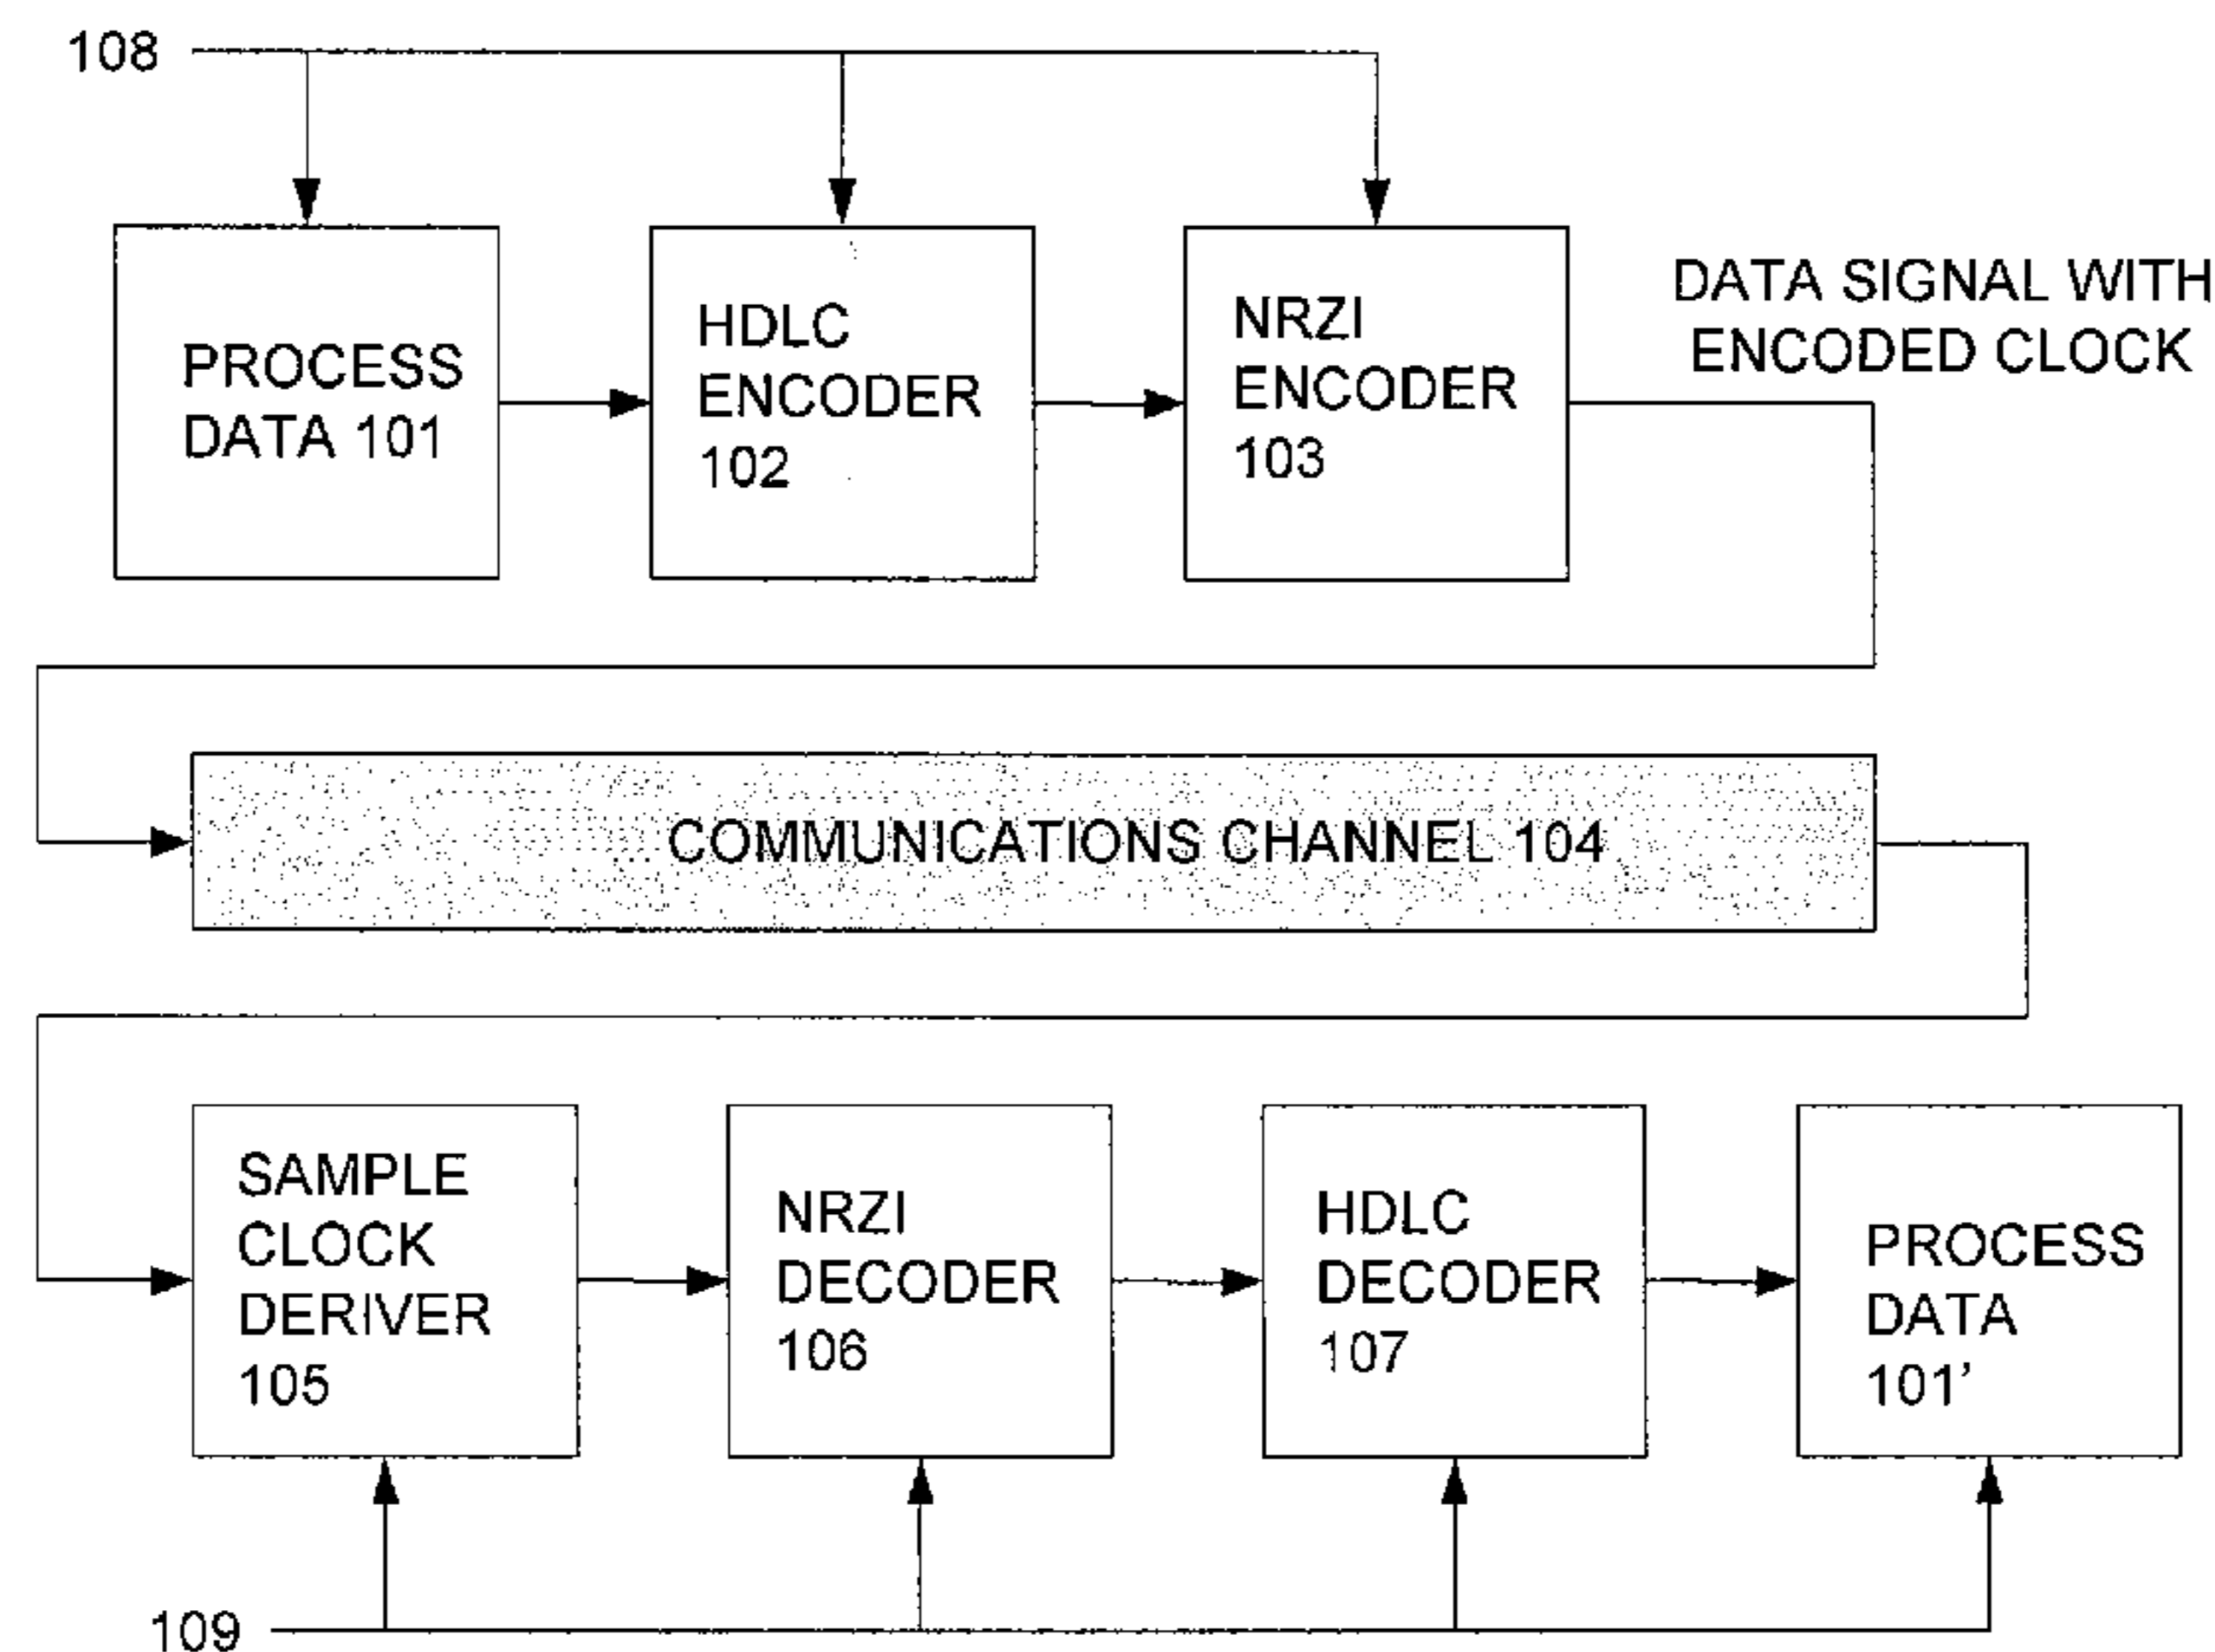 108
PROCESS
DATA 101
HDLC
ENCODER
102
NRZI
ENCODER
103
DATA SIGNAL WITH
ENCODED CLOCK
COMMUNICATIONS CHANNEL 104
SAMPLE
CLOCK
DERIVER
105
NRZI
DECODER
106
HDLC
DECODER
107
PROCESS
DATA
101'
109